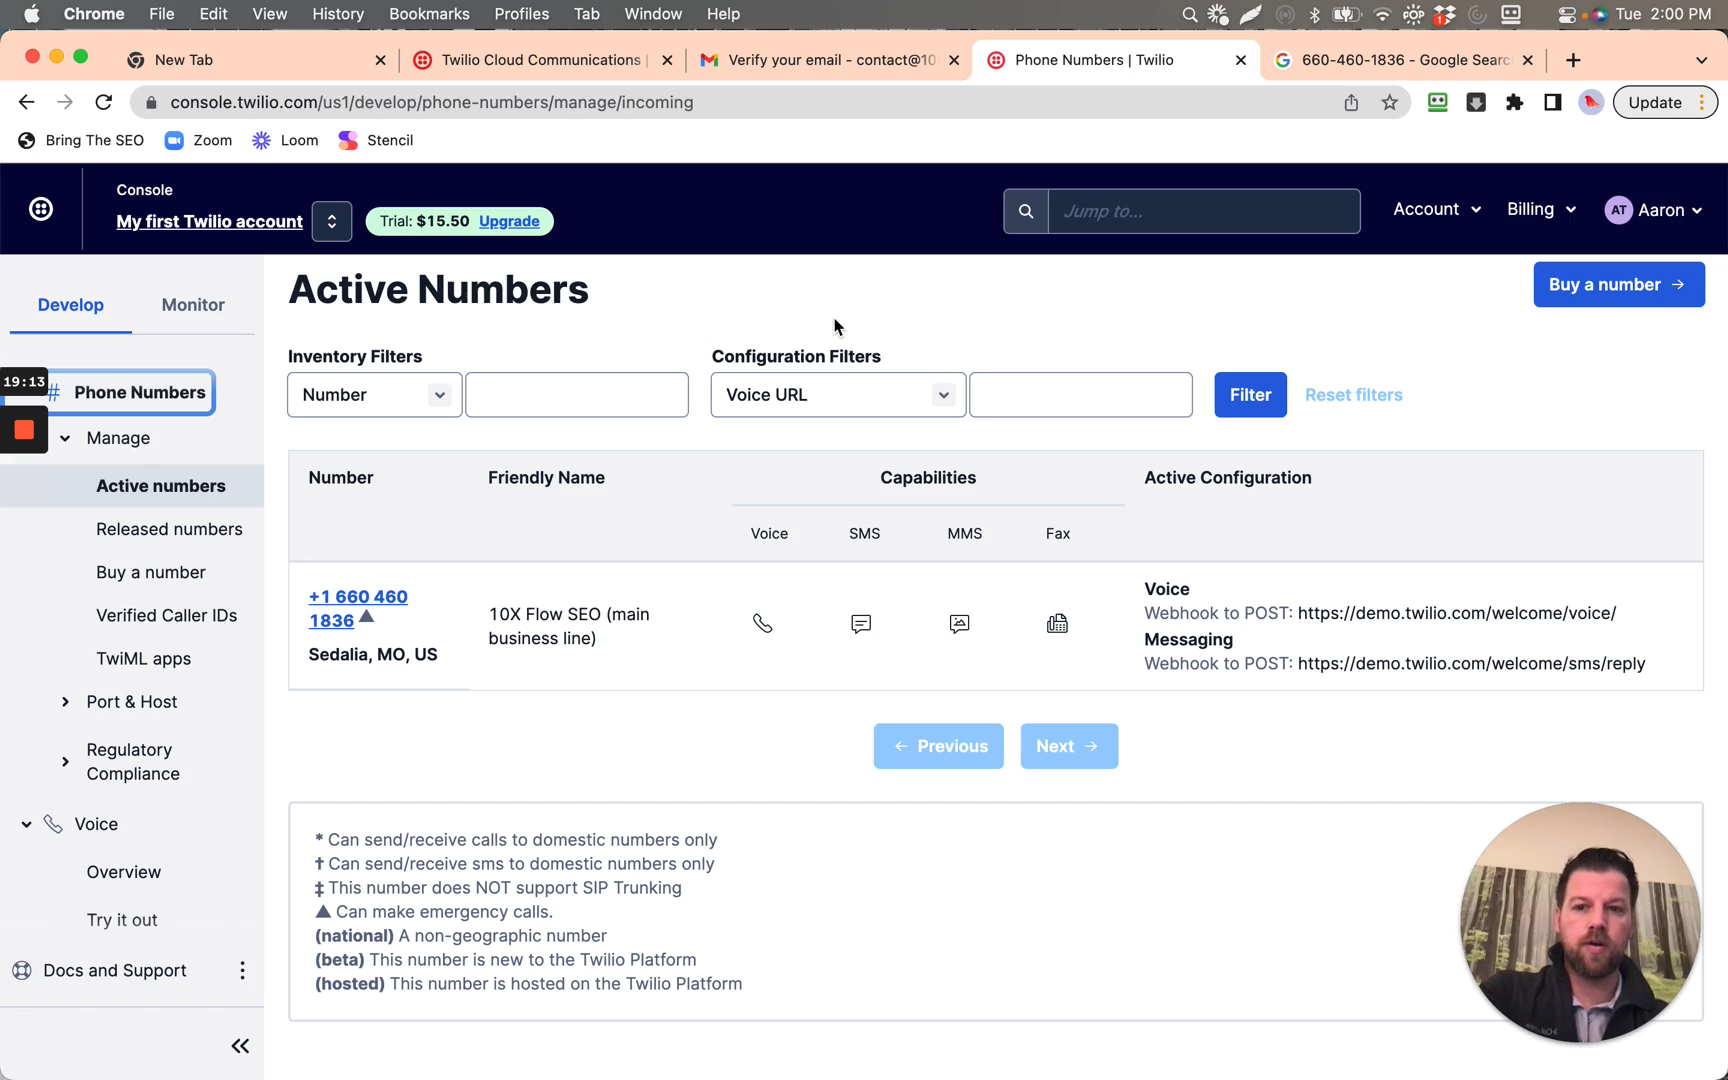 Chrome File Edit View History Bookmarks Profiles Tab Window Help
1
Tue 2:00 PM
New Tab
Twilio Cloud Communications |
Verify your email - contact@10
Phone Numbers | Twilio
660-460-1836 - Google Searc
console.twilio.com/us1/develop/phone-numbers/manage/incoming
Update
Bring The SEO
Zoom
Loom
Stencil
Console
My first Twilio account
Trial: $15.50 Upgrade
Jump to...
Account
Billing
AT Aaron
Develop
Monitor
19:13
# Phone Numbers
Manage
Active numbers
Released numbers
Buy a number
Verified Caller IDs
TwiML apps
Port & Host
Regulatory
Compliance
Voice
Overview
Try it out
Docs and Support
Active Numbers
Buy a number →
Inventory Filters
Number
Configuration Filters
Voice URL
Filter
Reset filters
Number
Friendly Name
Capabilities
Active Configuration
Voice
SMS
MMS
Fax
+1 660 460
1836 ▲
Sedalia, MO, US
10X Flow SEO (main
business line)
Voice
Webhook to POST: https://demo.twilio.com/welcome/voice/
Messaging
Webhook to POST: https://demo.twilio.com/welcome/sms/reply
← Previous
Next →
* Can send/receive calls to domestic numbers only
† Can send/receive sms to domestic numbers only
‡ This number does NOT support SIP Trunking
▲ Can make emergency calls.
(national) A non-geographic number
(beta) This number is new to the Twilio Platform
(hosted) This number is hosted on the Twilio Platform